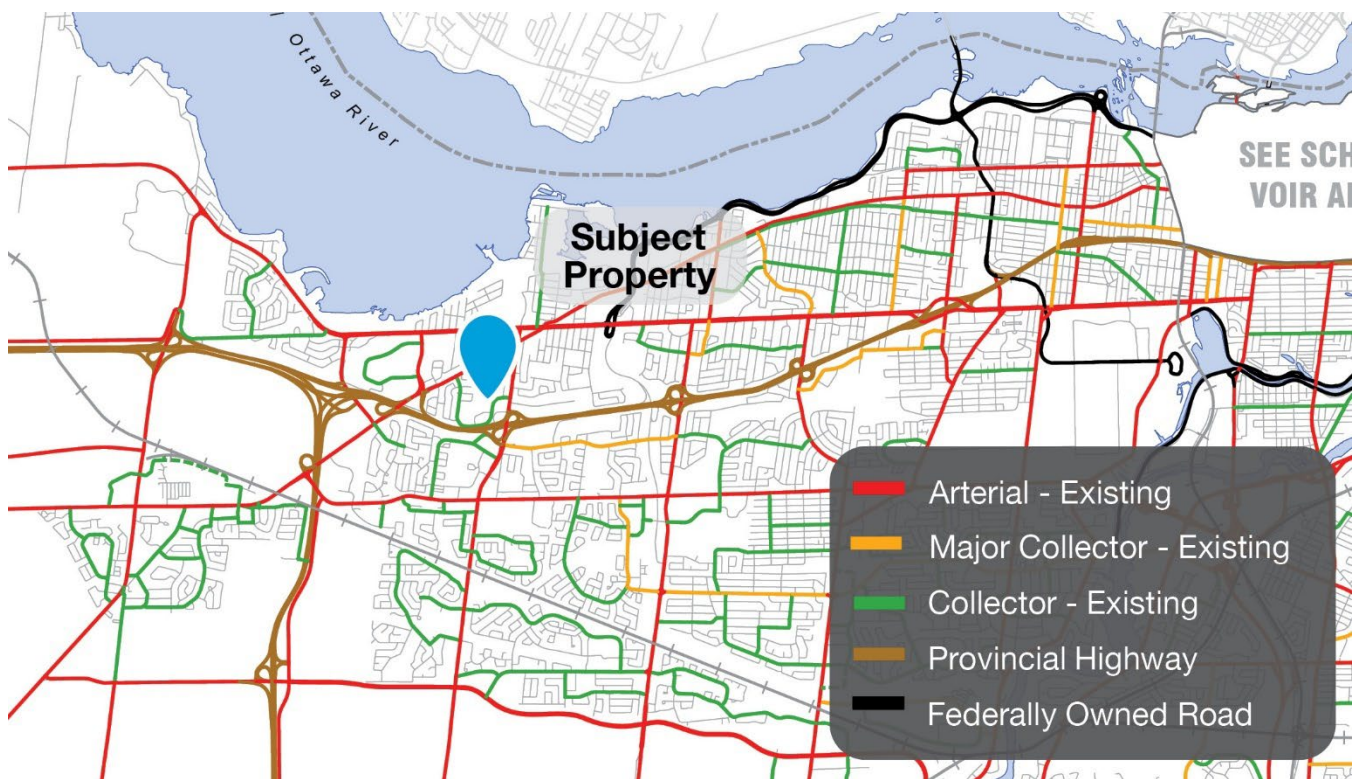 Ottawa River
SEE SCH
VOIR A
Subject
Property
Arterial - Existing
Major Collector - Existing
Collector - Existing
Provincial Highway
Federally Owned Road